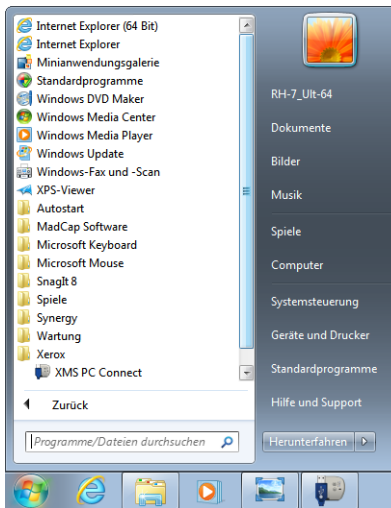 Internet Explorer (64 Bit)
Internet Explorer
Minianwendungsgalerie
Standardprogramme
Windows DVD Maker
Windows Media Center
Windows Media Player
Windows Update
Windows-Fax und -Scan
XPS-Viewer
Autostart
MadCap Software
Microsoft Keyboard
Microsoft Mouse
SnagIt 8
Spiele
Synergy
Wartung
Xerox
XMS PC Connect
Zurück
Programme/Dateien durchsuchen
RH-7_Ult-64
Dokumente
Bilder
Musik
Spiele
Computer
Systemsteuerung
Geräte und Drucker
Standardprogramme
Hilfe und Support
Herunterfahren